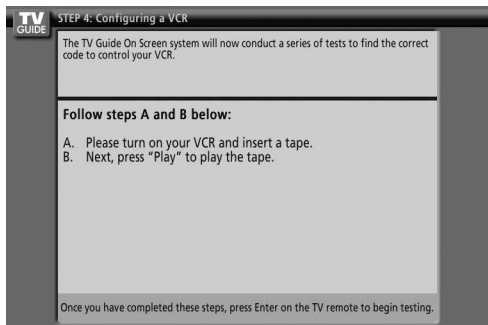 TV
GUIDE
STEP 4: Configuring a VCR
The TV Guide On Screen system will now conduct a series of tests to find the correct
code to control your VCR.
Follow steps A and B below:
A. Please turn on your VCR and insert a tape.
B. Next, press “Play” to play the tape.
Once you have completed these steps, press Enter on the TV remote to begin testing.